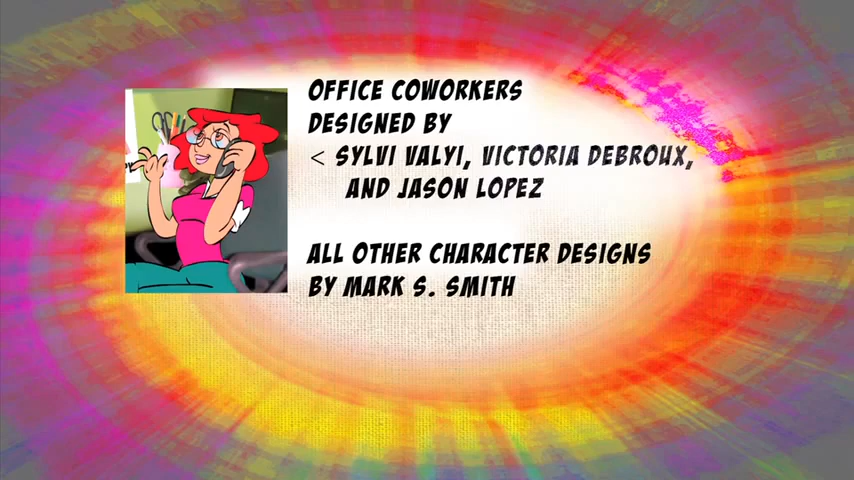 OFFICE COWORKERS
DESIGNED BY
< SYLVI VALYI, VICTORIA DEBROUX,
AND JASON LOPEZ
ALL OTHER CHARACTER DESIGNS
BY MARK S. SMITH